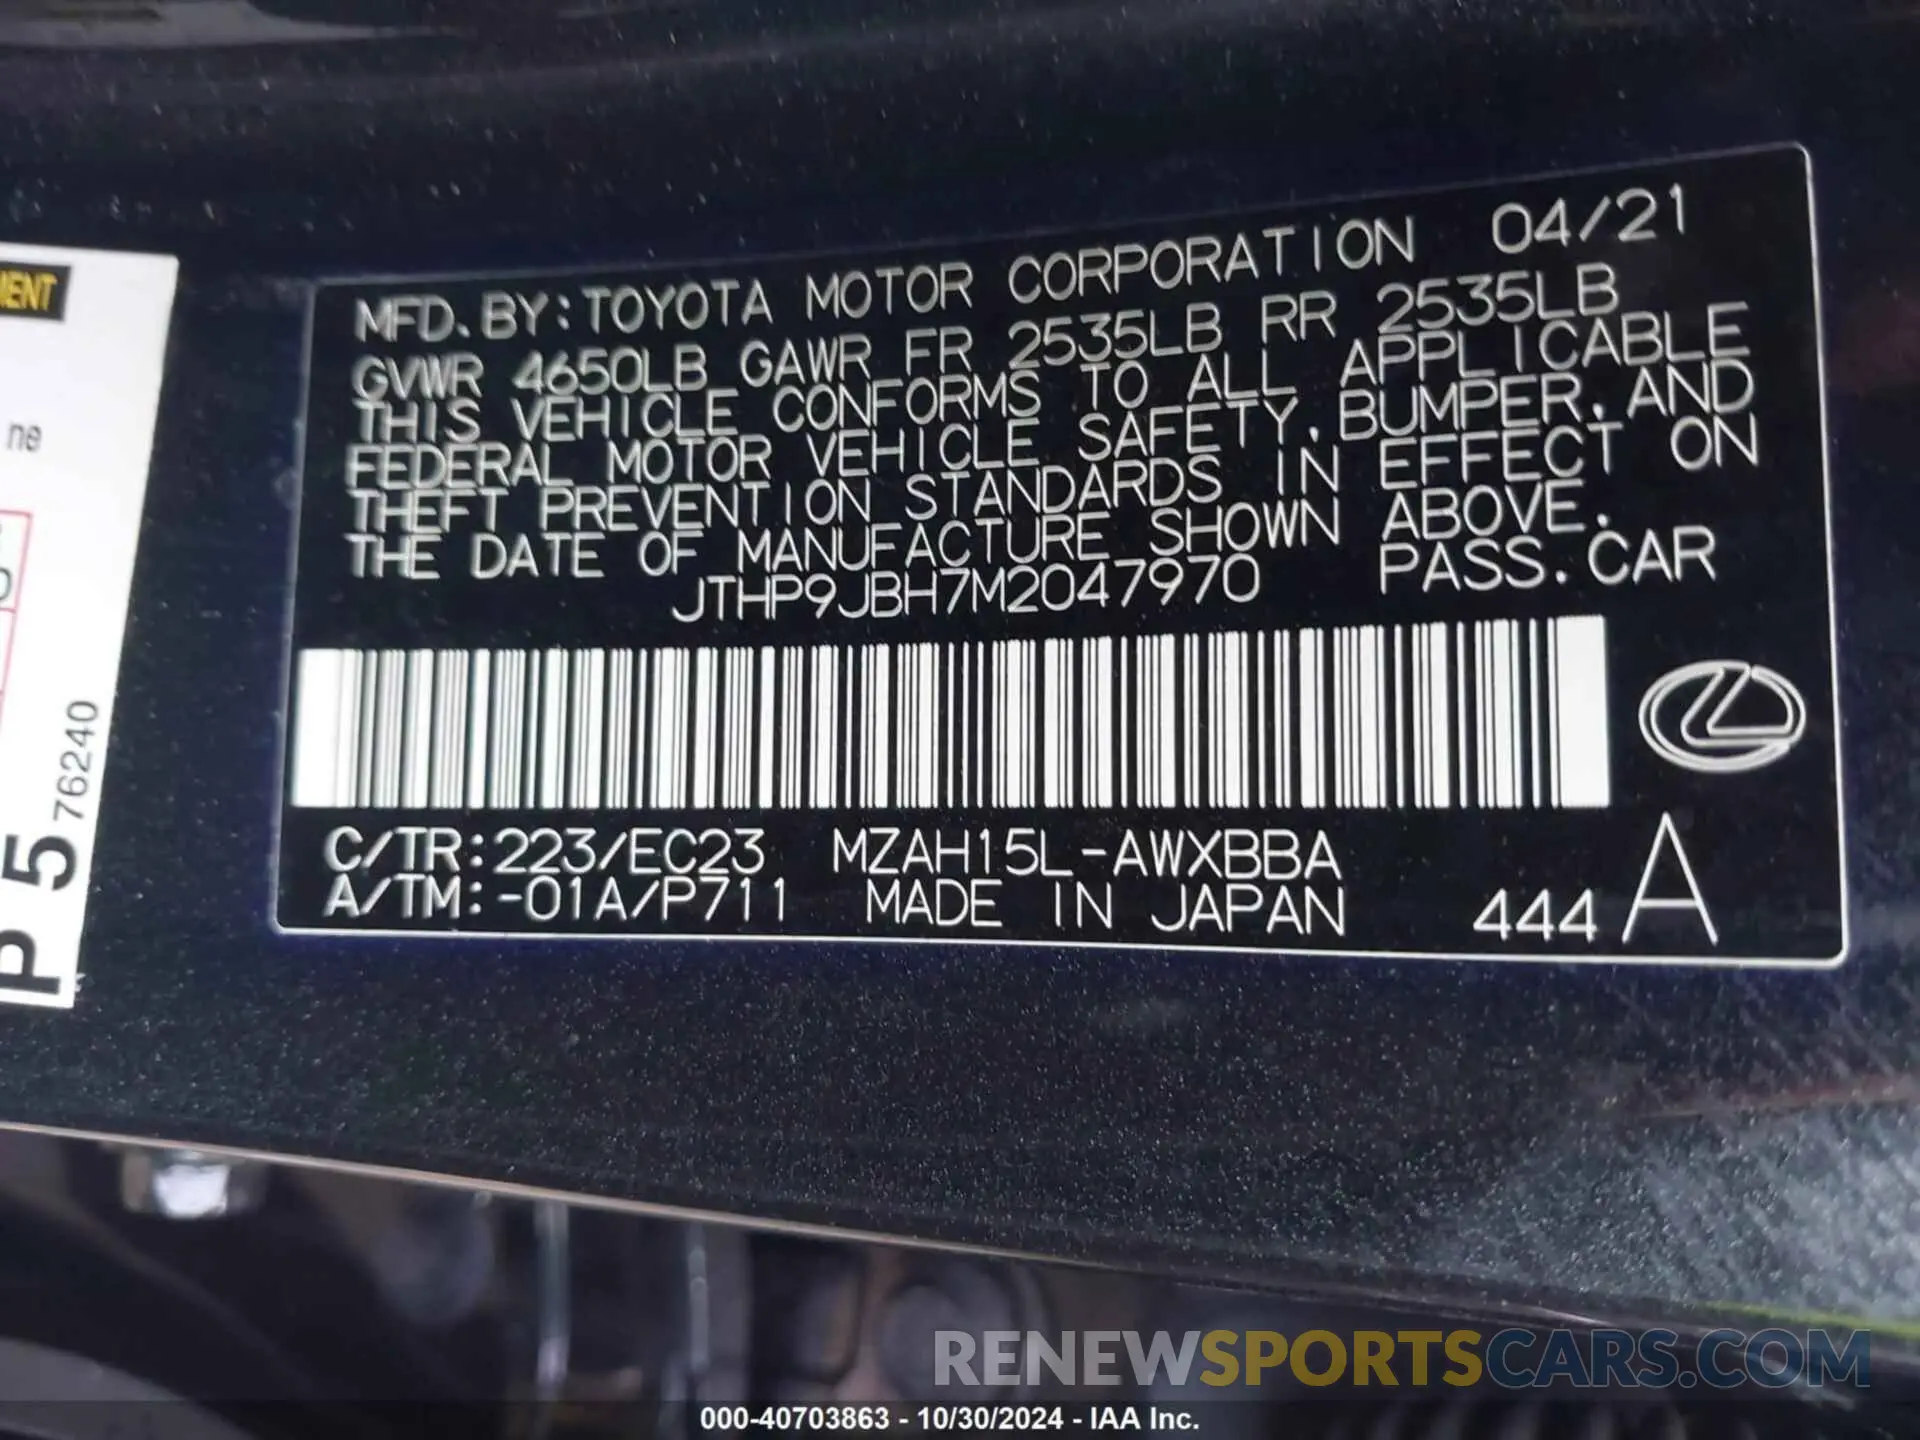 MFD. BY: TOYOTA MOTOR CORPORATION 04/21
GVWR 4650LB GAWR FR 2535LB RR 2535LB
THIS VEHICLE CONFORMS TO ALL APPLICABLE
FEDERAL MOTOR VEHICLE SAFETY, BUMPER, AND
THEFT PREVENTION STANDARDS IN EFFECT ON
THE DATE OF MANUFACTURE SHOWN ABOVE.
JTHP9JBH7M2047970 PASS. CAR
C/TR: 223/EC23 MZAH15L-AWXBBA
A/TM: -01A/P711 MADE IN JAPAN 444 A
ne
P 5 76240
RENEWSPORTSCARS.COM
000-40703863 - 10/30/2024 - IAA Inc.